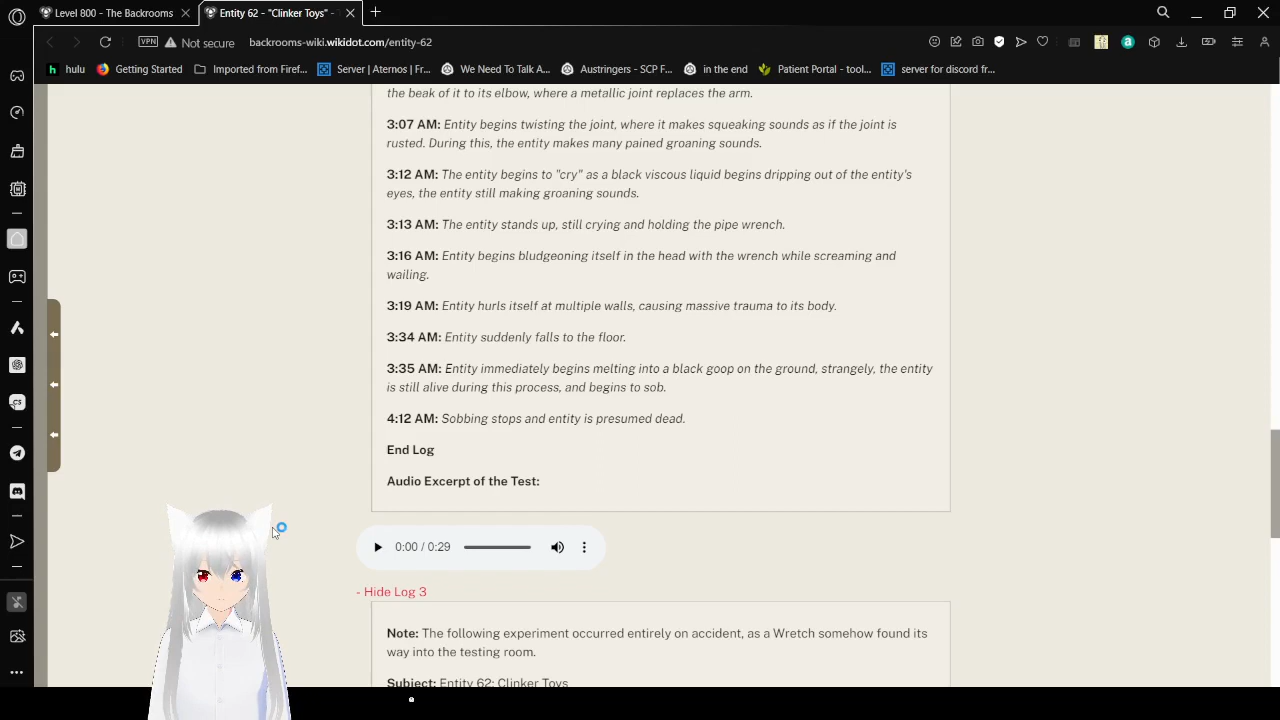 Level 800 - The Backrooms
Entity 62 - "Clinker Toys" -
VPN
Not secure
backrooms-wiki.wikidot.com/entity-62
hulu
Getting Started
Imported from Firef...
Server | Aternos | Fr...
We Need To Talk A...
Austringers - SCP F...
in the end
Patient Portal - tool...
server for discord fr...
the beak of it to its elbow, where a metallic joint replaces the arm.
3:07 AM: Entity begins twisting the joint, where it makes squeaking sounds as if the joint is
rusted. During this, the entity makes many pained groaning sounds.
3:12 AM: The entity begins to "cry" as a black viscous liquid begins dripping out of the entity's
eyes, the entity still making groaning sounds.
3:13 AM: The entity stands up, still crying and holding the pipe wrench.
3:16 AM: Entity begins bludgeoning itself in the head with the wrench while screaming and
wailing.
3:19 AM: Entity hurls itself at multiple walls, causing massive trauma to its body.
3:34 AM: Entity suddenly falls to the floor.
3:35 AM: Entity immediately begins melting into a black goop on the ground, strangely, the entity
is still alive during this process, and begins to sob.
4:12 AM: Sobbing stops and entity is presumed dead.
End Log
Audio Excerpt of the Test:
0:00 / 0:29
- Hide Log 3
Note: The following experiment occurred entirely on accident, as a Wretch somehow found its
way into the testing room.
Subject: Entity 62: Clinker Toys